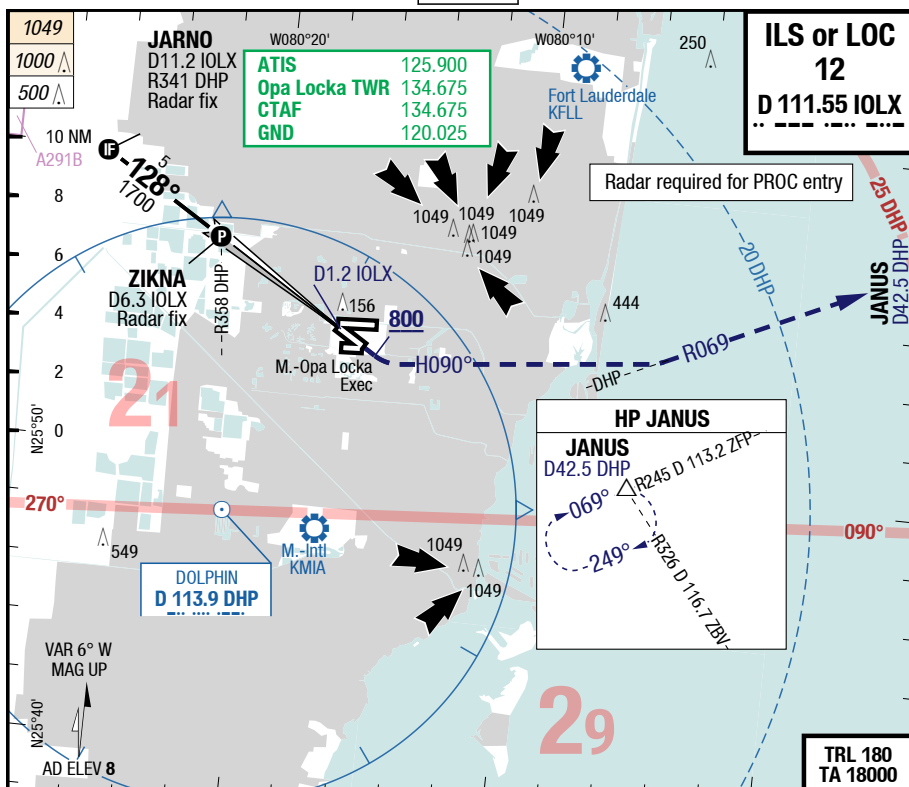 1049
1000
500
JARNO
D11.2 IOLX
R341 DHP
Radar fix
W080°20'
W080°10'
250
ATIS 125.900
Opa Locka TWR 134.675
CTAF 134.675
GND 120.025
Fort Lauderdale
KFLL
ILS or LOC
12
D 111.55 IOLX
10 NM
A291B
IF
5
128°
1700
8
Radar required for PROC entry
25 DHP
1049
1049
1049
1049
1049
6
P
20 DHP
ZIKNA
D6.3 IOLX
Radar fix
R358 DHP
D1.2 IOLX
156
444
JANUS
D42.5 DHP
4
800
H090°
R069
DHP
M.-Opa Locka
Exec
2
21
N25°50'
0
HP JANUS
JANUS
D42.5 DHP
R245 D 113.2 ZFP
069°
249°
R326 D 116.7 ZBV
270°
090°
549
M.-Intl
KMIA
1049
1049
DOLPHIN
D 113.9 DHP
VAR 6° W
MAG UP
N25°40'
29
AD ELEV 8
TRL 180
TA 18000